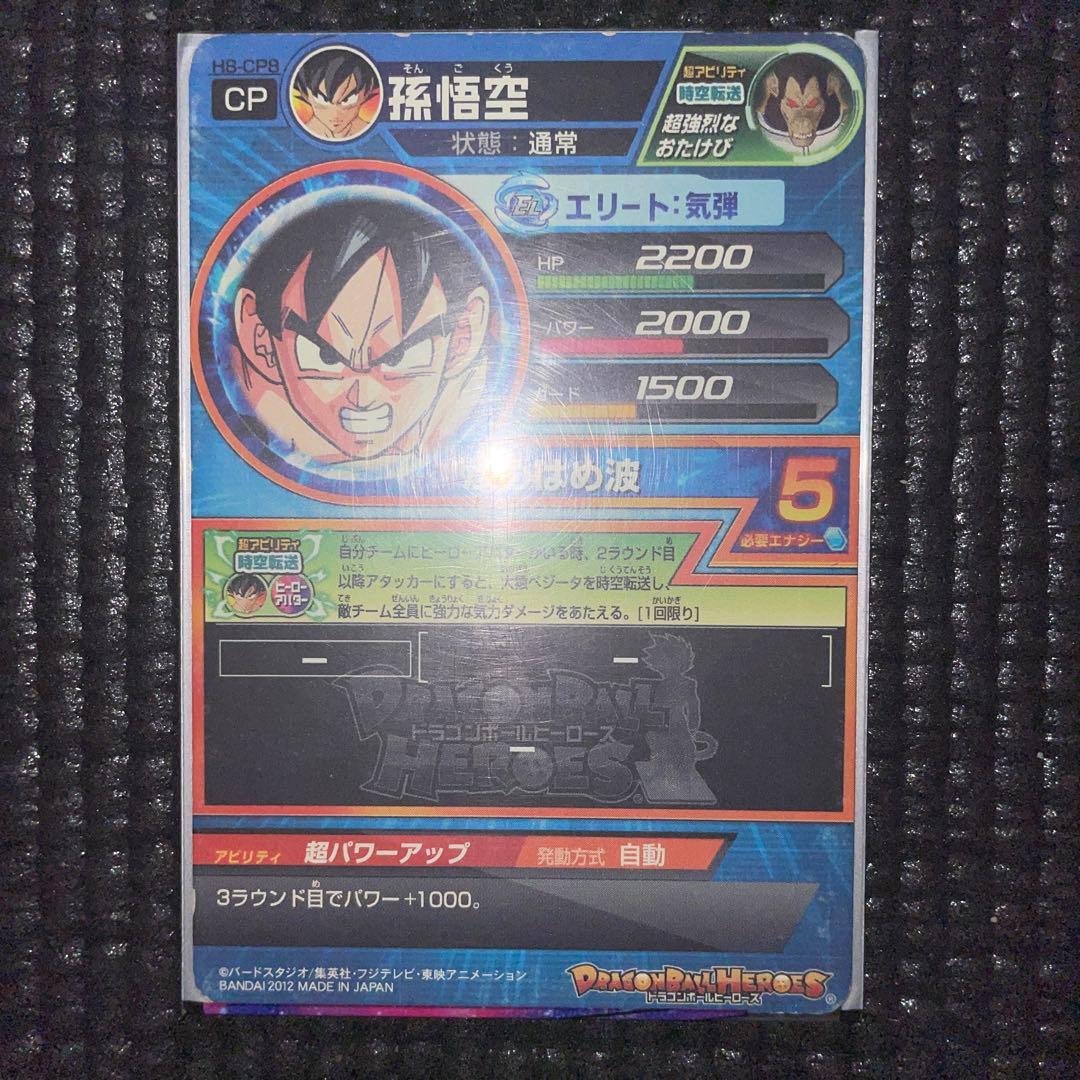 H8-CP8
CP
そん ご くう
孫悟空
状態：通常
超アビリティ
時空転送
超強烈な
おたけび
EL エリート：気弾
HP 2200
パワー 2000
ガード 1500
はめ波
5
必要エナジー
超アビリティ
時空転送
ヒーロー
アバター
自分チームにヒーロー がいる時、2ラウンド目
以降アタッカーにすると、大猿ベジータを時空転送し、
敵チーム全員に強力な気力ダメージをあたえる。[1回限り]
ー
ー
ー
DRAGONBALL
ドラゴンボールヒーローズ
HEROES
アビリティ 超パワーアップ 発動方式 自動
3ラウンド目でパワー+1000。
©バードスタジオ/集英社・フジテレビ・東映アニメーション
BANDAI 2012 MADE IN JAPAN
DRAGONBALL HEROES
ドラゴンボールヒーローズ